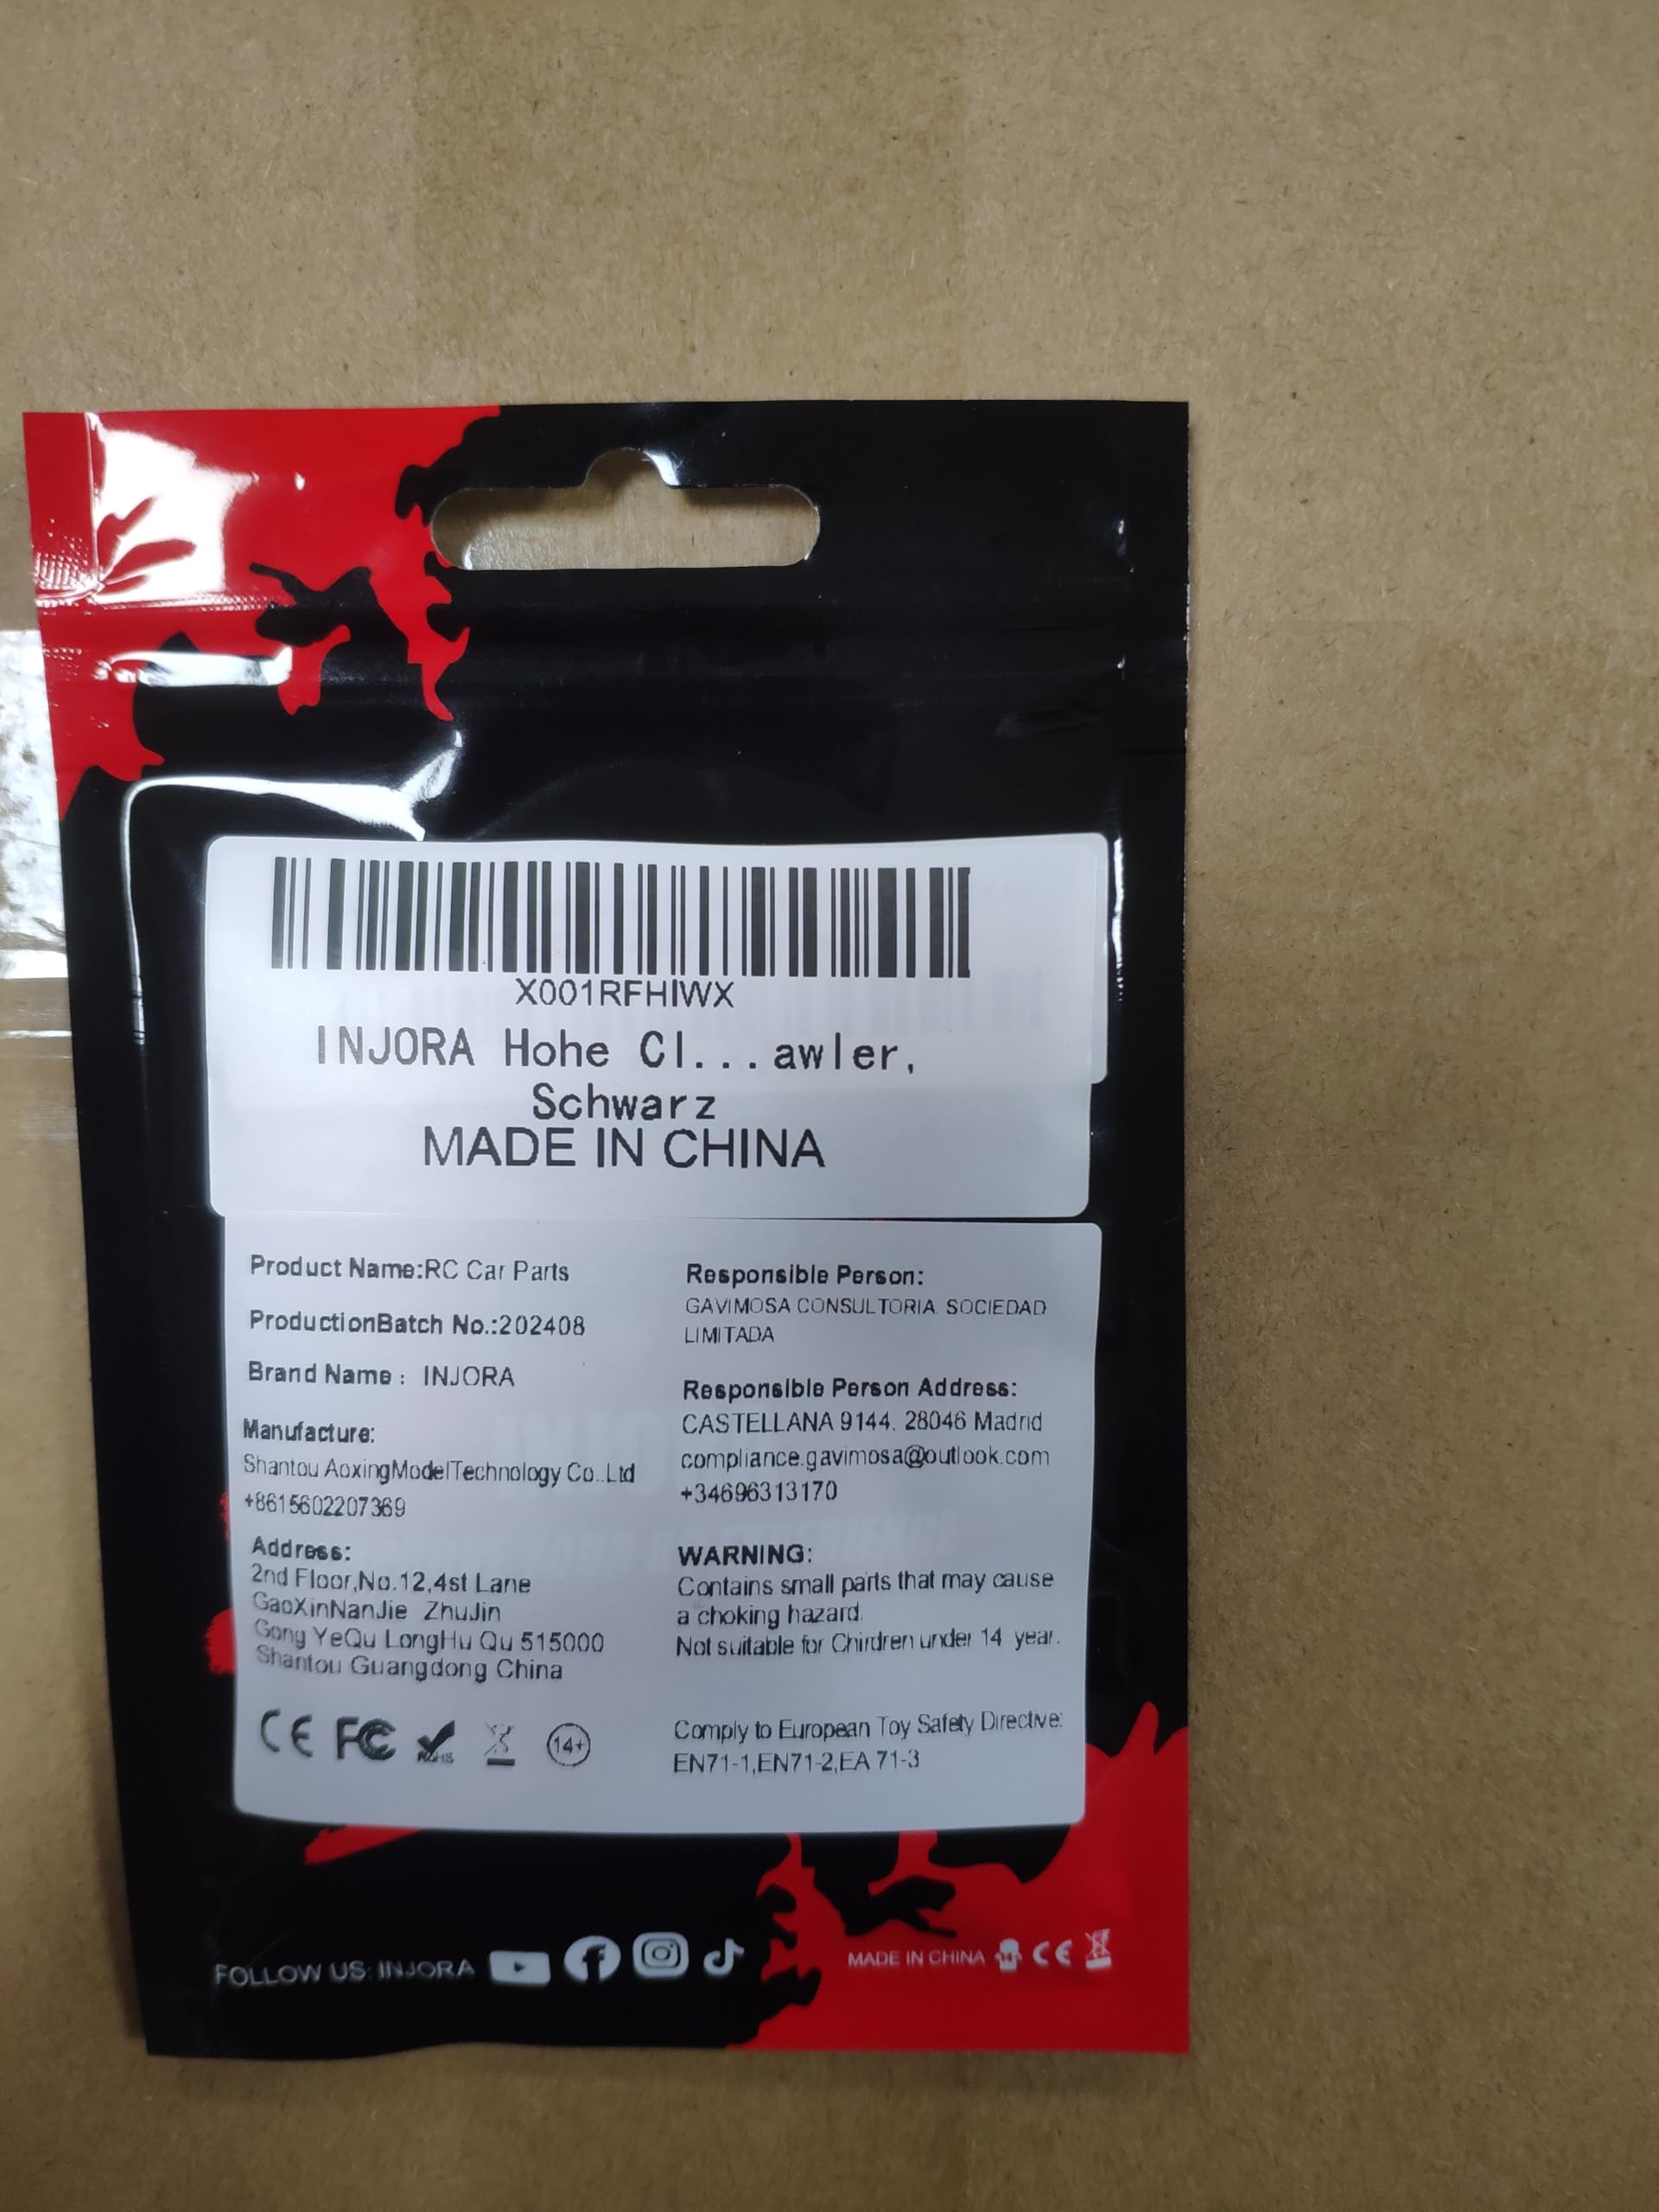 X001RFHIWX
INJORA Hohe Cl...awler,
Schwarz
MADE IN CHINA
Product Name:RC Car Parts
ProductionBatch No.:202408
Brand Name : INJORA
Manufacture:
Shantou AoxingModelTechnology Co..Ltd
+8615602207369
Address:
2nd Floor,No.12,4st Lane
GaoXinNanJie ZhuJin
Gong YeQu LongHu Qu 515000
Shantou Guangdong China
CE FC RoHS 14+
Responsible Person:
GAVIMOSA CONSULTORIA. SOCIEDAD
LIMITADA
Responsible Person Address:
CASTELLANA 9144. 28046 Madrid
compliance.gavimosa@outlook.com
+34696313170
WARNING:
Contains small parts that may cause
a choking hazard.
Not suitable for Chirdren under 14 year.
Comply to European Toy Safety Directive:
EN71-1,EN71-2,EA 71-3
FOLLOW US: INJORA
MADE IN CHINA CE